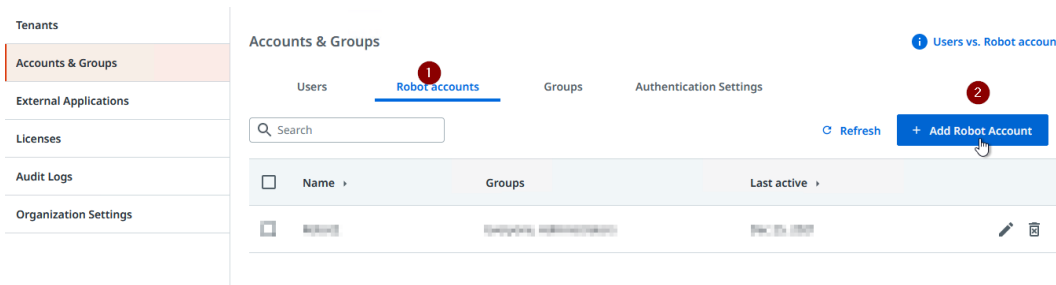 Tenants
Accounts & Groups
External Applications
Licenses
Audit Logs
Organization Settings
Accounts & Groups
i Users vs. Robot accoun
1
2
Users Robot accounts Groups Authentication Settings
Search
Refresh
+ Add Robot Account
Name Groups Last active